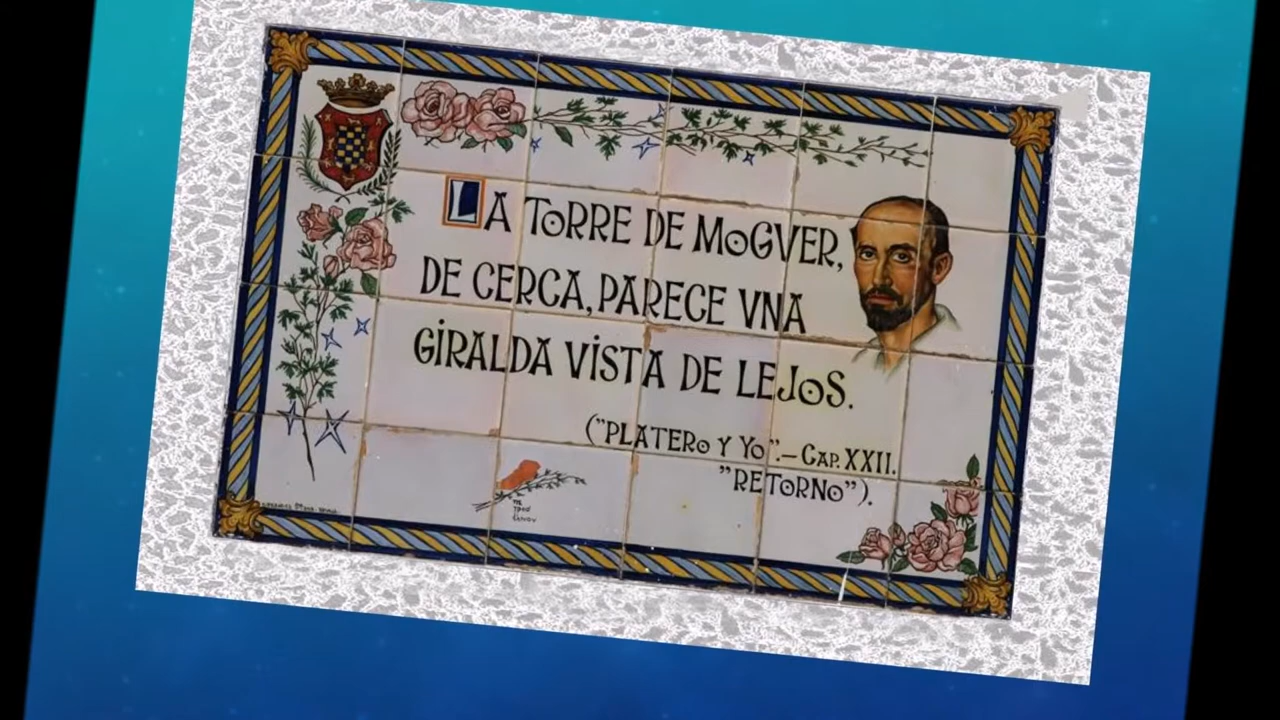 LA TORRE DE MOGVER,
DE CERCA, PARECE VNA
GIRALDA VISTA DE LEJOS.
("PLATERO Y YO".-CAP. XXII.
"RETORNO").